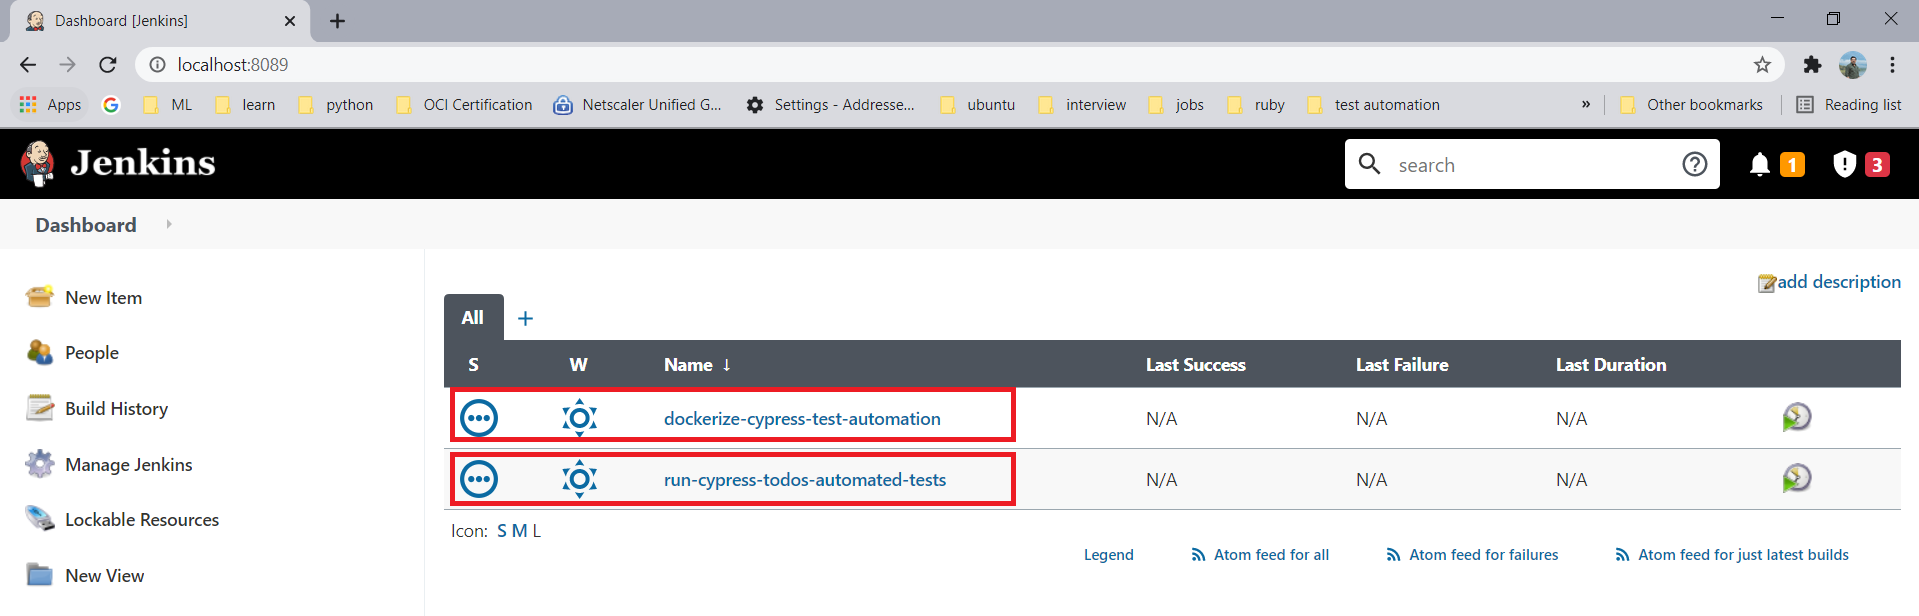 Dashboard [Jenkins]
localhost:8089
Apps ML learn python OCI Certification Netscaler Unified G... Settings - Addresse... ubuntu interview jobs ruby test automation » Other bookmarks Reading list
Jenkins search 1 3
Dashboard
add description
New Item
People
Build History
Manage Jenkins
Lockable Resources
New View
All +
S W Name ↓ Last Success Last Failure Last Duration
dockerize-cypress-test-automation N/A N/A N/A
run-cypress-todos-automated-tests N/A N/A N/A
Icon: S M L
Legend Atom feed for all Atom feed for failures Atom feed for just latest builds